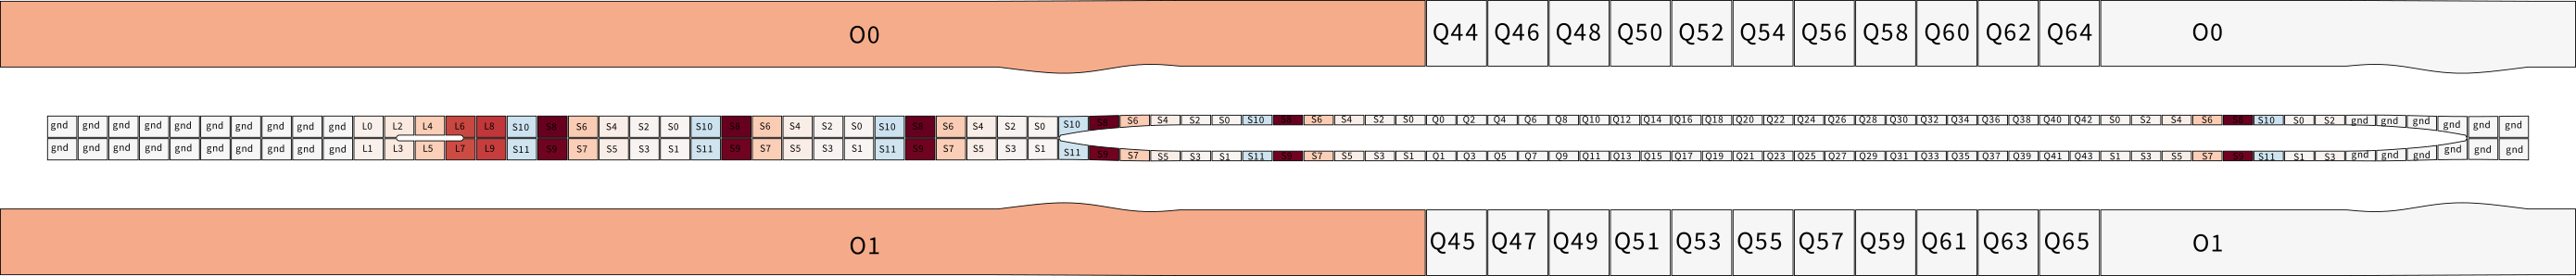 O0 Q44 Q46 Q48 Q50 Q52 Q54 Q56 Q58 Q60 Q62 Q64 O0
gnd gnd gnd gnd gnd gnd gnd gnd gnd gnd L0 L2 L4 L6 L8 S10 S8 S6 S4 S2 S0 S10 S8 S6 S4 S2 S0 S10 S8 S6 S4 S2 S0 S10 S8 S6 S4 S2 S0 S10 S8 S6 S4 S2 S0 Q0 Q2 Q4 Q6 Q8 Q10 Q12 Q14 Q16 Q18 Q20 Q22 Q24 Q26 Q28 Q30 Q32 Q34 Q36 Q38 Q40 Q42 S0 S2 S4 S6 S8 S10 S0 S2 gnd gnd gnd gnd gnd gnd
gnd gnd gnd gnd gnd gnd gnd gnd gnd gnd L1 L3 L5 L7 L9 S11 S9 S7 S5 S3 S1 S11 S9 S7 S5 S3 S1 S11 S9 S7 S5 S3 S1 S11 S9 S7 S5 S3 S1 S11 S9 S7 S5 S3 S1 Q1 Q3 Q5 Q7 Q9 Q11 Q13 Q15 Q17 Q19 Q21 Q23 Q25 Q27 Q29 Q31 Q33 Q35 Q37 Q39 Q41 Q43 S1 S3 S5 S7 S9 S11 S1 S3 gnd gnd gnd gnd gnd gnd
O1 Q45 Q47 Q49 Q51 Q53 Q55 Q57 Q59 Q61 Q63 Q65 O1